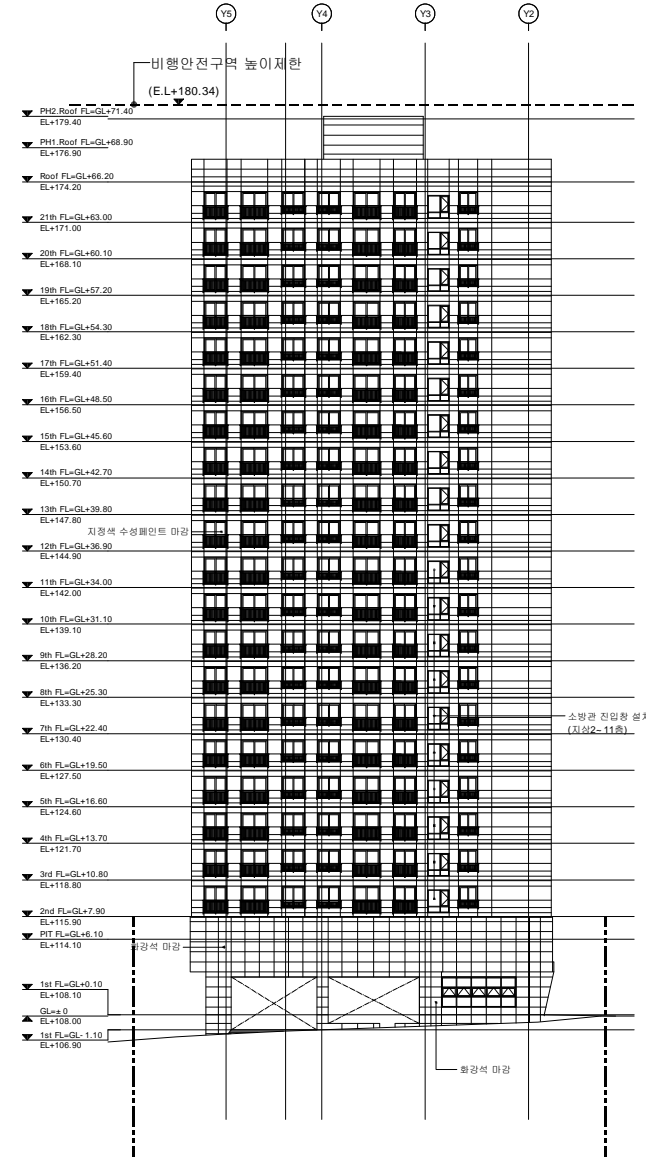 Y5 Y4 Y3 Y2
비행안전구역 높이제한
(E.L+180.34)
PH2.Roof FL=GL+71.40
EL+179.40
PH1.Roof FL=GL+68.90
EL+176.90
Roof FL=GL+66.20
EL+174.20
21th FL=GL+63.00
EL+171.00
20th FL=GL+60.10
EL+168.10
19th FL=GL+57.20
EL+165.20
18th FL=GL+54.30
EL+162.30
17th FL=GL+51.40
EL+159.40
16th FL=GL+48.50
EL+156.50
15th FL=GL+45.60
EL+153.60
14th FL=GL+42.70
EL+150.70
13th FL=GL+39.80
EL+147.80
지정색 수성페인트 마감
12th FL=GL+36.90
EL+144.90
11th FL=GL+34.00
EL+142.00
10th FL=GL+31.10
EL+139.10
9th FL=GL+28.20
EL+136.20
8th FL=GL+25.30
EL+133.30
소방관 진입창 설치
(지상2~11층)
7th FL=GL+22.40
EL+130.40
6th FL=GL+19.50
EL+127.50
5th FL=GL+16.60
EL+124.60
4th FL=GL+13.70
EL+121.70
3rd FL=GL+10.80
EL+118.80
2nd FL=GL+7.90
EL+115.90
PIT FL=GL+6.10
EL+114.10
화강석 마감
1st FL=GL+0.10
EL+108.10
GL=±0
EL+108.00
1st FL=GL-1.10
EL+106.90
화강석 마감